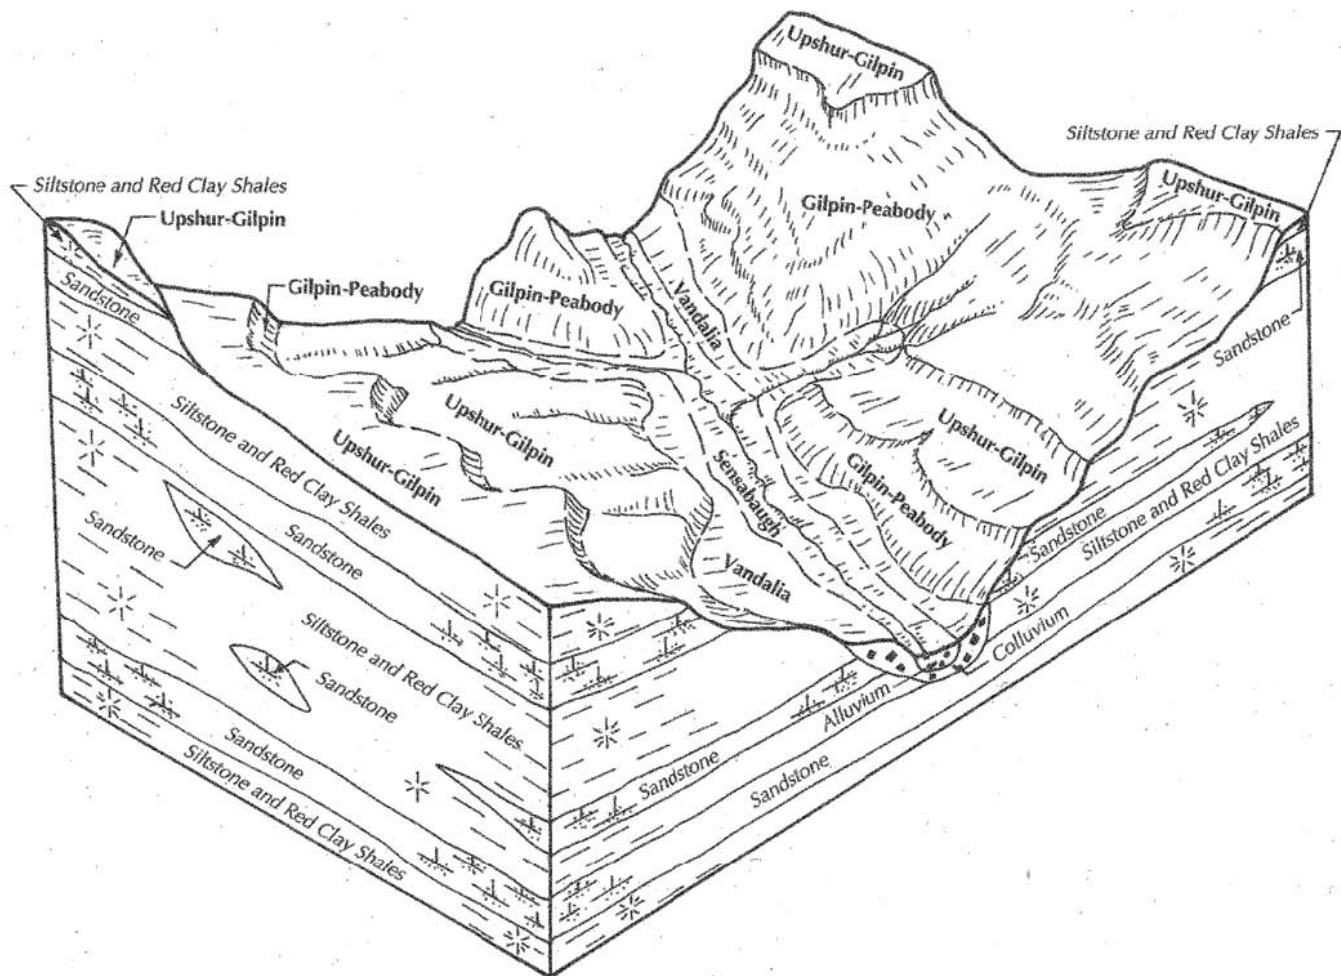 Upshur-Gilpin
Siltstone and Red Clay Shales
Siltstone and Red Clay Shales
Upshur-Gilpin
Upshur-Gilpin
Gilpin-Peabody
Gilpin-Peabody
Gilpin-Peabody
Vandalia
Sandstone
Sandstone
Upshur-Gilpin
Upshur-Gilpin
Upshur-Gilpin
Gilpin-Peabody
Sensabaugh
Vandalia
Siltstone and Red Clay Shales
Sandstone
Sandstone
Sandstone
Siltstone and Red Clay Shales
Colluvium
Alluvium
Siltstone and Red Clay Shales
Sandstone
Sandstone
Sandstone
Sandstone
Siltstone and Red Clay Shales